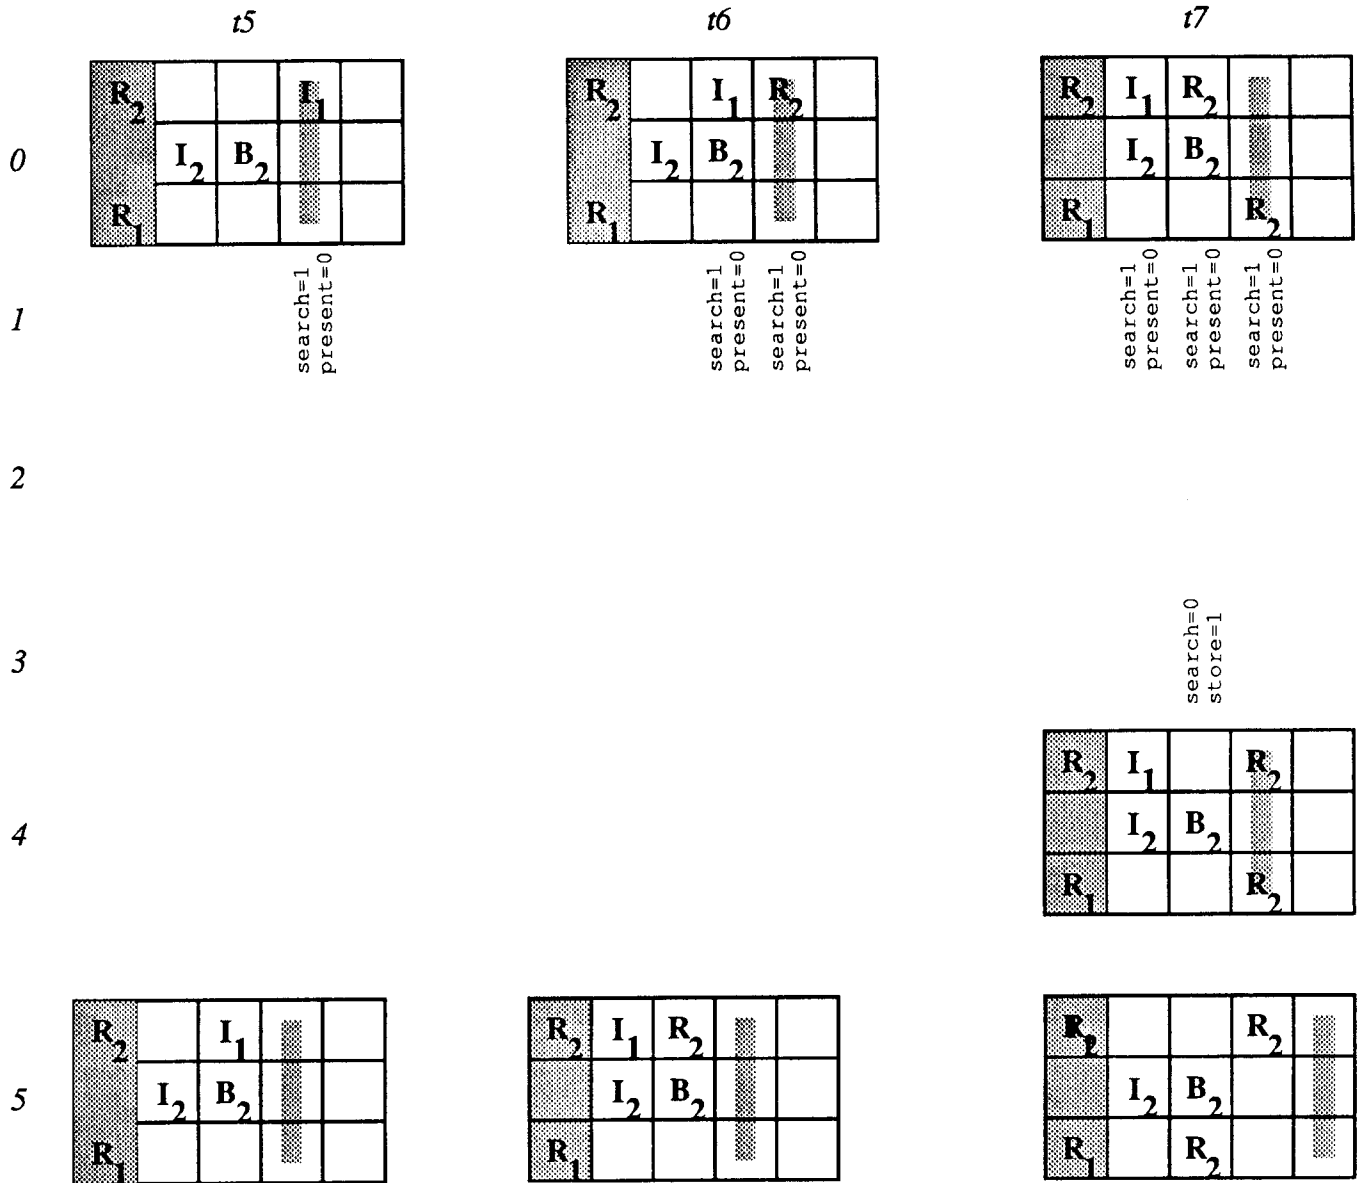 t5 t6 t7
R2 I1 R2 I1 R2 R2 I1 R2
0 I2 B2 I2 B2 I2 B2
R1 R1 R1 R2
search=1 present=0 search=1 present=0 search=1 present=0 search=1 present=0 search=1 present=0 search=1 present=0
1
2
search=0 store=1
3
R2 I1 R2
4 I2 B2
R1 R2
R2 I1 R2 I1 R2 R2
5 I2 B2 I2 B2 I2 B2
R1 R1 R1 R2